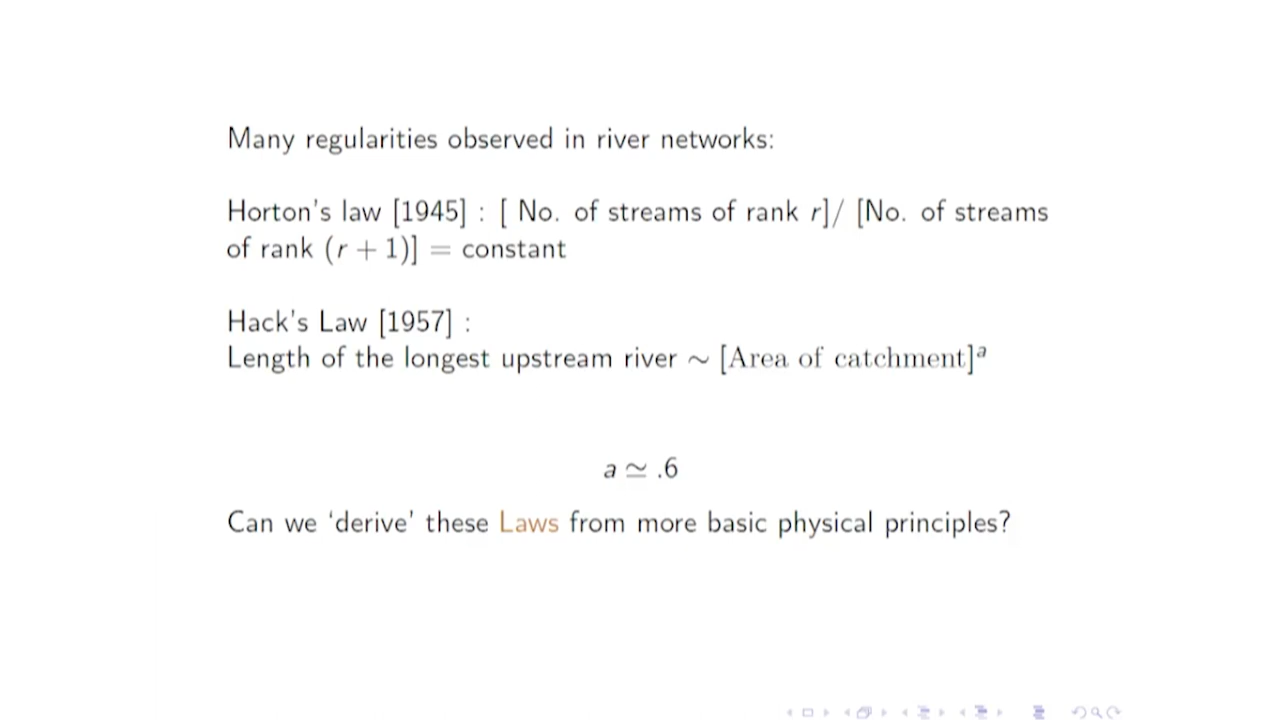 Many regularities observed in river networks:
Horton's law [1945] : [ No. of streams of rank r]/ [No. of streams
of rank (r + 1)] = constant
Hack's Law [1957] :
Length of the longest upstream river ∼ [Area of catchment]ᵃ
a ≃ .6
Can we 'derive' these Laws from more basic physical principles?